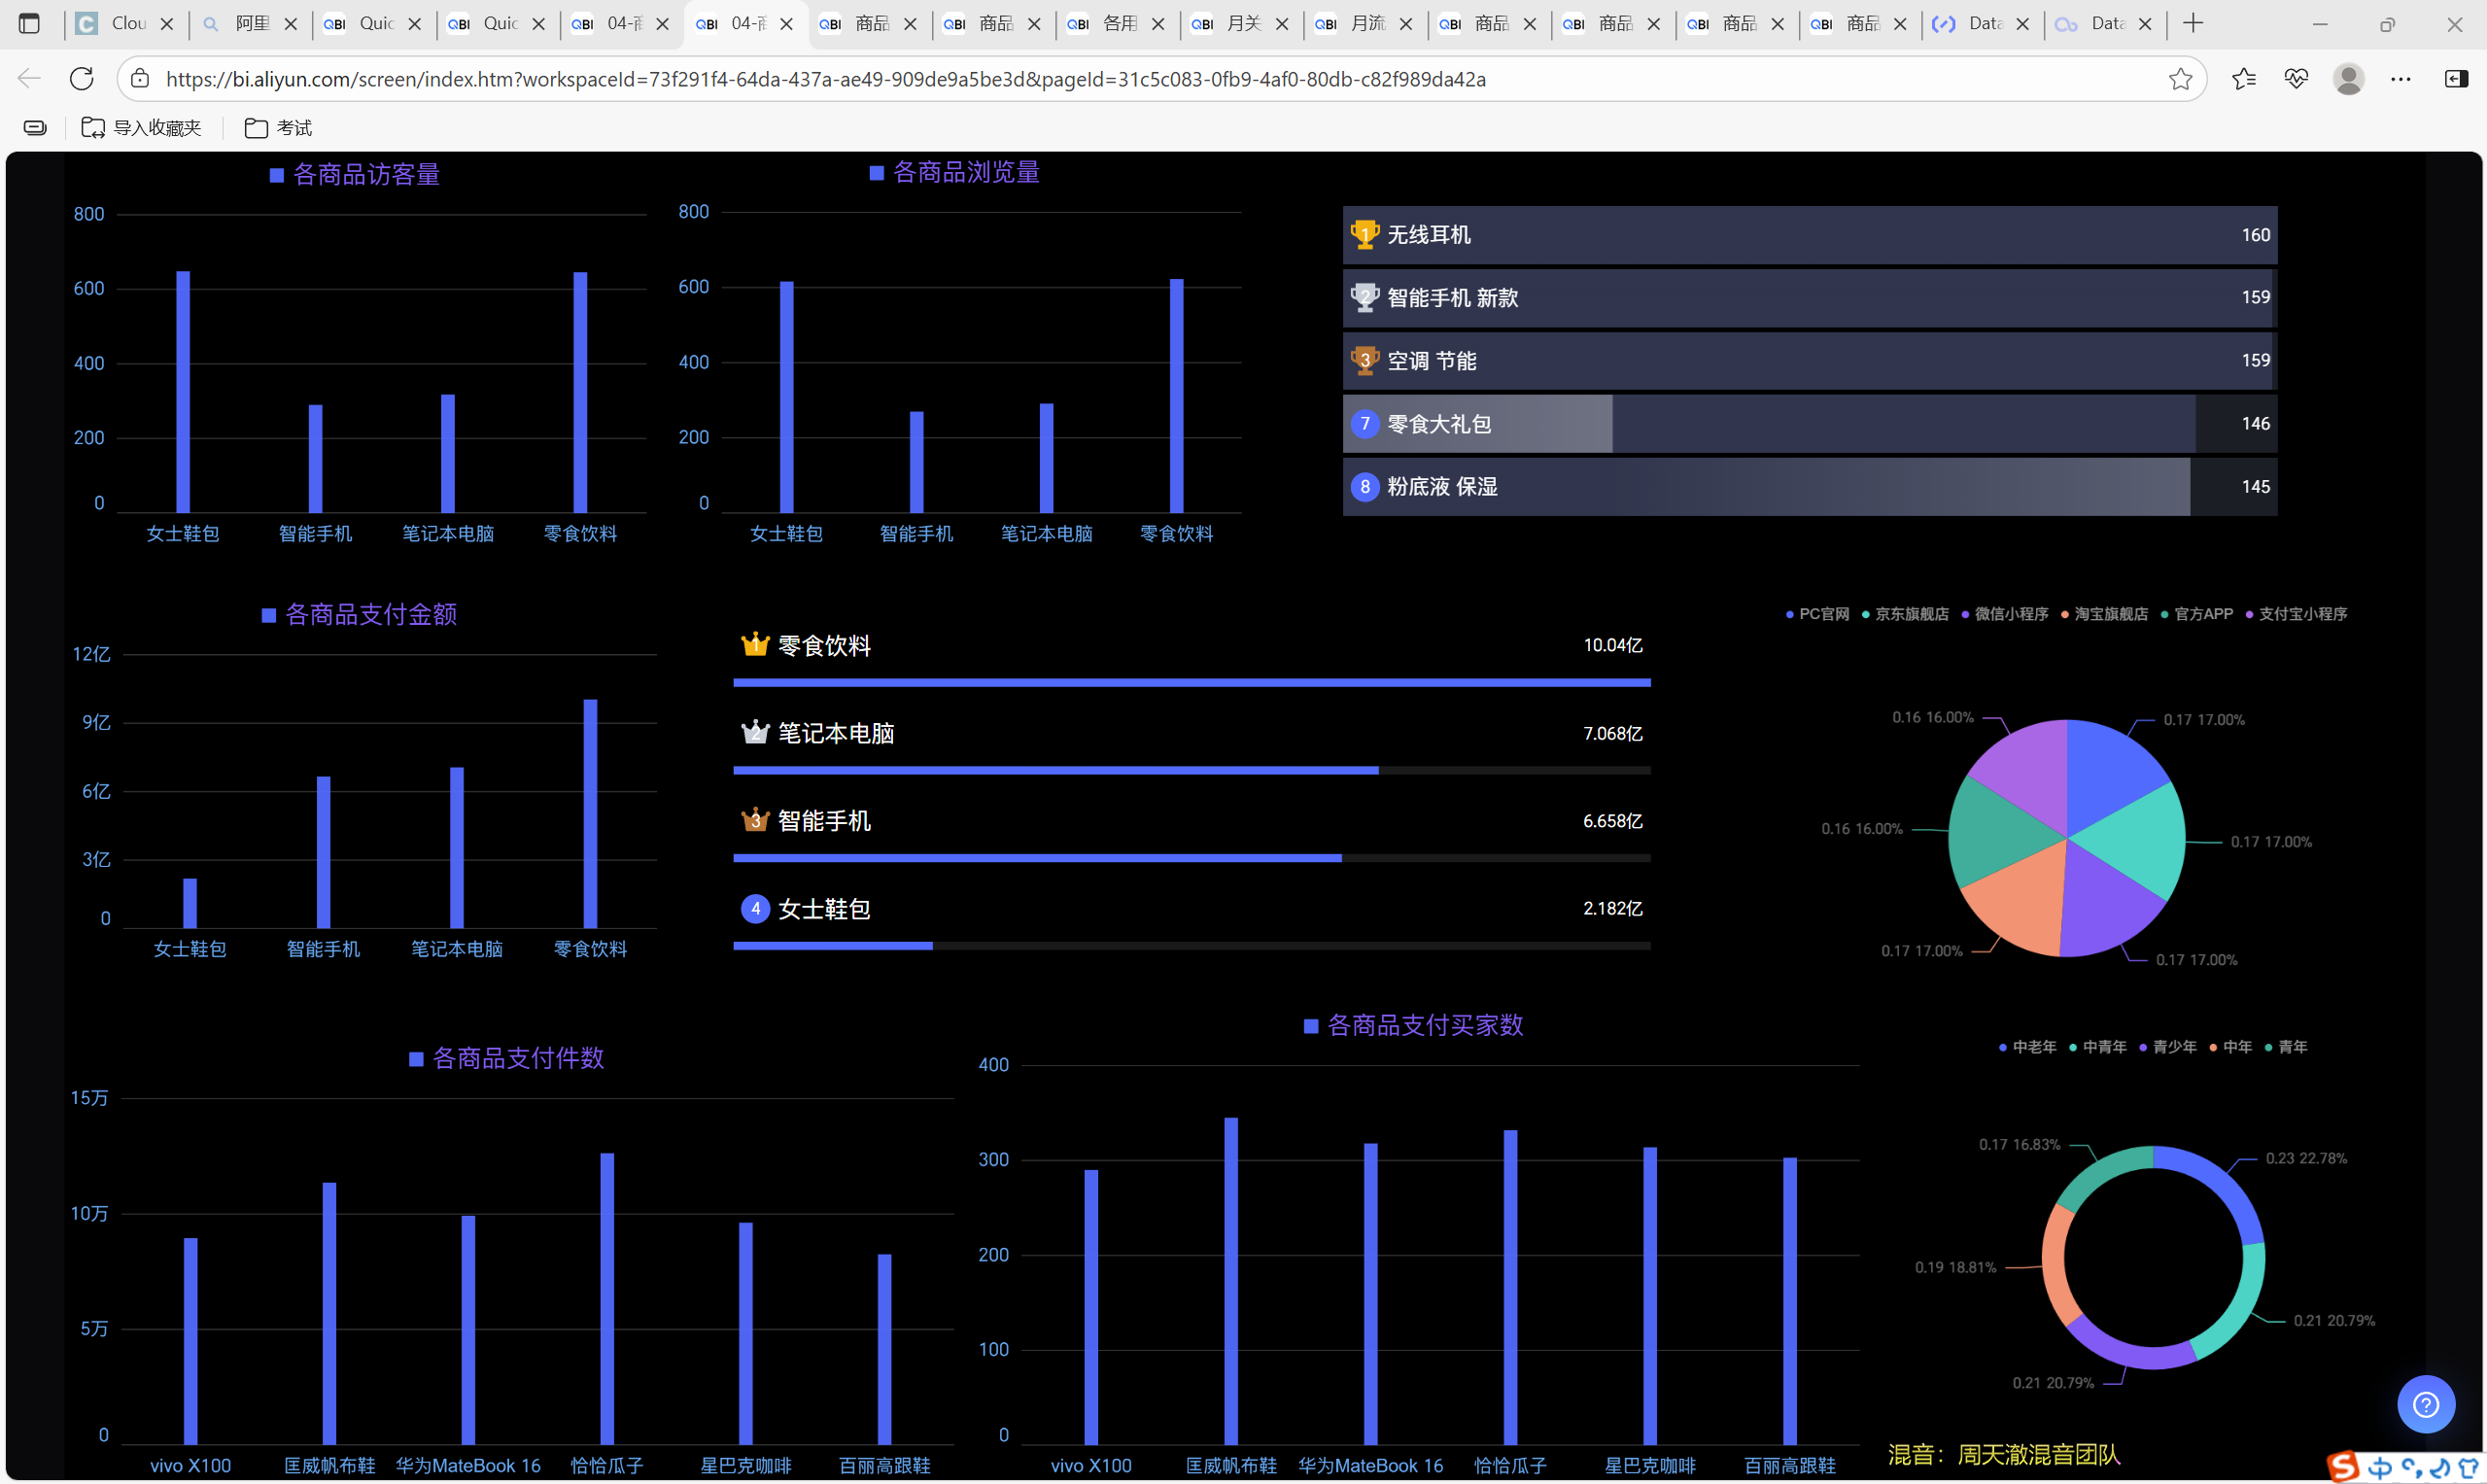 Clou
阿里
QBI Quic
QBI Quic
QBI 04-商
QBI 04-商
QBI 商品
QBI 商品
QBI 各用
QBI 月关
QBI 月流
QBI 商品
QBI 商品
QBI 商品
QBI 商品
Data
Data
https://bi.aliyun.com/screen/index.htm?workspaceId=73f291f4-64da-437a-ae49-909de9a5be3d&pageId=31c5c083-0fb9-4af0-80db-c82f989da42a
导入收藏夹 考试
各商品访客量
800
600
400
200
0
女士鞋包 智能手机 笔记本电脑 零食饮料
各商品浏览量
800
600
400
200
0
女士鞋包 智能手机 笔记本电脑 零食饮料
1 无线耳机 160
2 智能手机 新款 159
3 空调 节能 159
7 零食大礼包 146
8 粉底液 保湿 145
各商品支付金额
12亿
9亿
6亿
3亿
0
女士鞋包 智能手机 笔记本电脑 零食饮料
1 零食饮料 10.04亿
2 笔记本电脑 7.068亿
3 智能手机 6.658亿
4 女士鞋包 2.182亿
PC官网 京东旗舰店 微信小程序 淘宝旗舰店 官方APP 支付宝小程序
0.16 16.00% 0.17 17.00%
0.16 16.00% 0.17 17.00%
0.17 17.00% 0.17 17.00%
各商品支付件数
15万
10万
5万
0
vivo X100 匡威帆布鞋 华为MateBook 16 恰恰瓜子 星巴克咖啡 百丽高跟鞋
各商品支付买家数
400
300
200
100
0
vivo X100 匡威帆布鞋 华为MateBook 16 恰恰瓜子 星巴克咖啡 百丽高跟鞋
中老年 中青年 青少年 中年 青年
0.17 16.83% 0.23 22.78%
0.19 18.81%
0.21 20.79%
0.21 20.79%
混音：周天澈混音团队
中